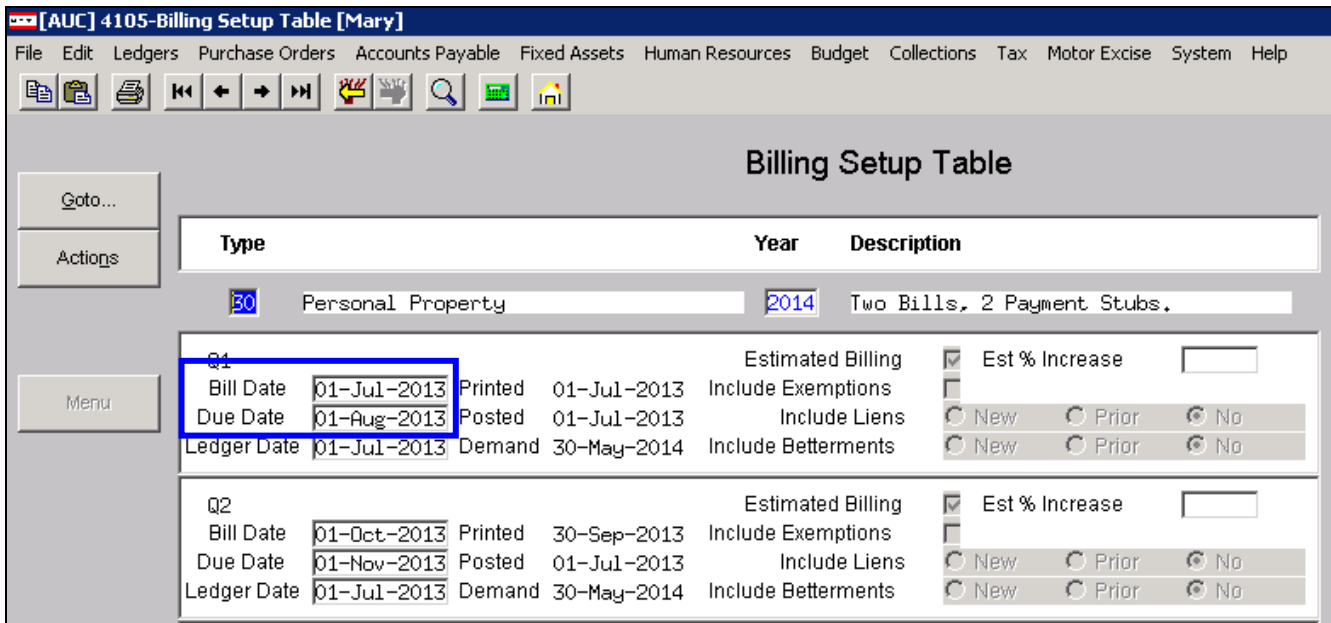 [AUC] 4105-Billing Setup Table [Mary]
File Edit Ledgers Purchase Orders Accounts Payable Fixed Assets Human Resources Budget Collections Tax Motor Excise System Help
Billing Setup Table
Goto...
Actions
Type Year Description
30 Personal Property 2014 Two Bills, 2 Payment Stubs.
Menu
Q1 Estimated Billing Est % Increase
Bill Date 01-Jul-2013 Printed 01-Jul-2013 Include Exemptions
Due Date 01-Aug-2013 Posted 01-Jul-2013 Include Liens New Prior No
Ledger Date 01-Jul-2013 Demand 30-May-2014 Include Betterments New Prior No
Q2 Estimated Billing Est % Increase
Bill Date 01-Oct-2013 Printed 30-Sep-2013 Include Exemptions
Due Date 01-Nov-2013 Posted 01-Jul-2013 Include Liens New Prior No
Ledger Date 01-Jul-2013 Demand 30-May-2014 Include Betterments New Prior No